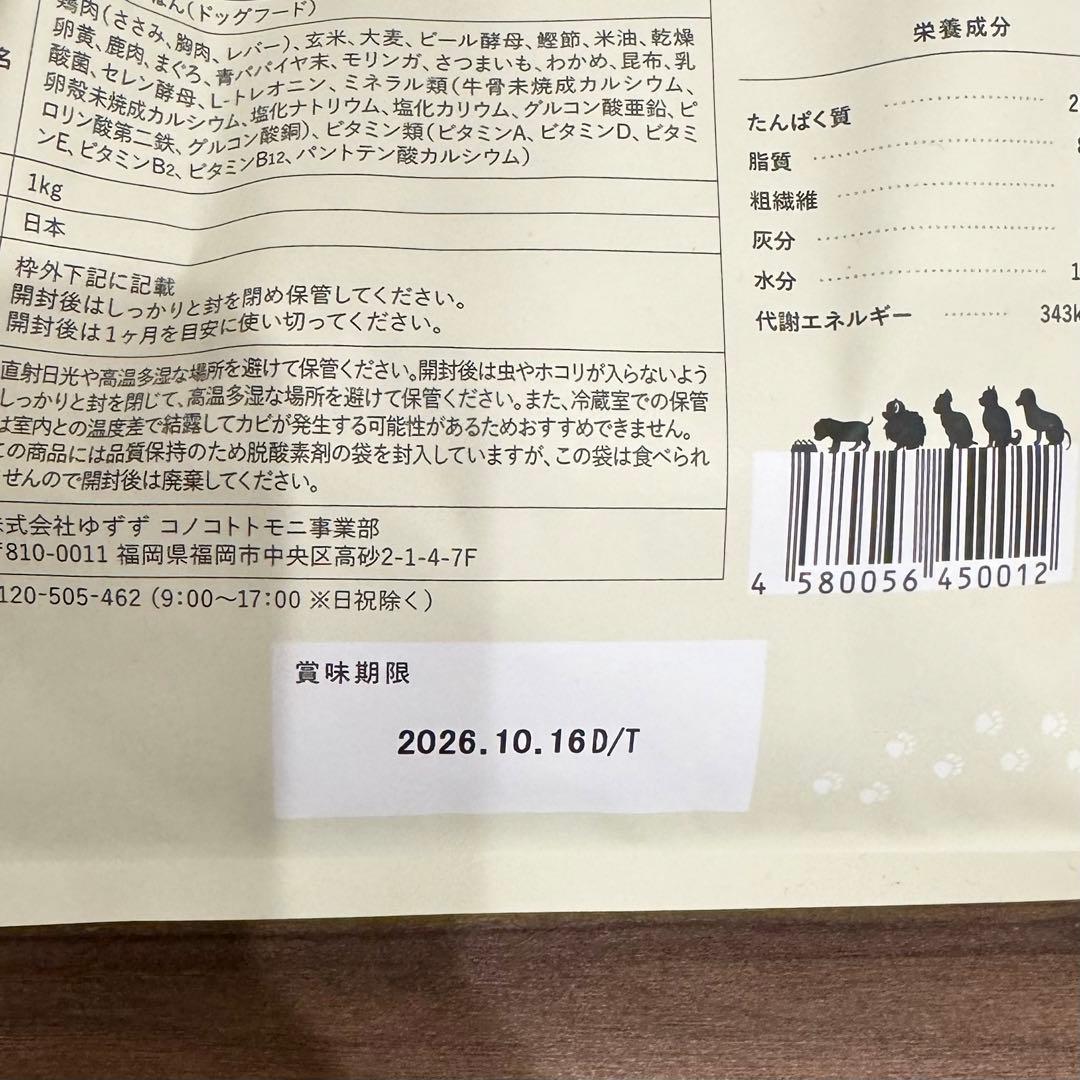 はん(ドッグフード)
鶏肉(ささみ、胸肉、レバー)、玄米、大麦、ビール酵母、鰹節、米油、乾燥
卵黄、鹿肉、まぐろ、青パパイヤ末、モリンガ、さつまいも、わかめ、昆布、乳
酸菌、セレン酵母、L-トレオニン、ミネラル類(牛骨未焼成カルシウム、
卵殻未焼成カルシウム、塩化ナトリウム、塩化カリウム、グルコン酸亜鉛、ピ
ロリン酸第二鉄、グルコン酸銅)、ビタミン類(ビタミンA、ビタミンD、ビタミ
ンE、ビタミンB2、ビタミンB12、パントテン酸カルシウム)
名
1kg
日本
枠外下記に記載
開封後はしっかりと封を閉め保管してください。
開封後は1ヶ月を目安に使い切ってください。
直射日光や高温多湿な場所を避けて保管ください。開封後は虫やホコリが入らないよう
しっかりと封を閉じて、高温多湿な場所を避けて保管ください。また、冷蔵室での保管
は室内との温度差で結露してカビが発生する可能性があるためおすすめできません。
この商品には品質保持のため脱酸素剤の袋を封入していますが、この袋は食べられ
せんので開封後は廃棄してください。
株式会社ゆずず コノコトトモニ事業部
〒810-0011 福岡県福岡市中央区高砂2-1-4-7F
120-505-462 (9:00〜17:00 ※日祝除く)
賞味期限
2026.10.16D/T
栄養成分
たんぱく質 2
脂質 8
粗繊維
灰分
水分 1
代謝エネルギー 343k
4 580056 450012